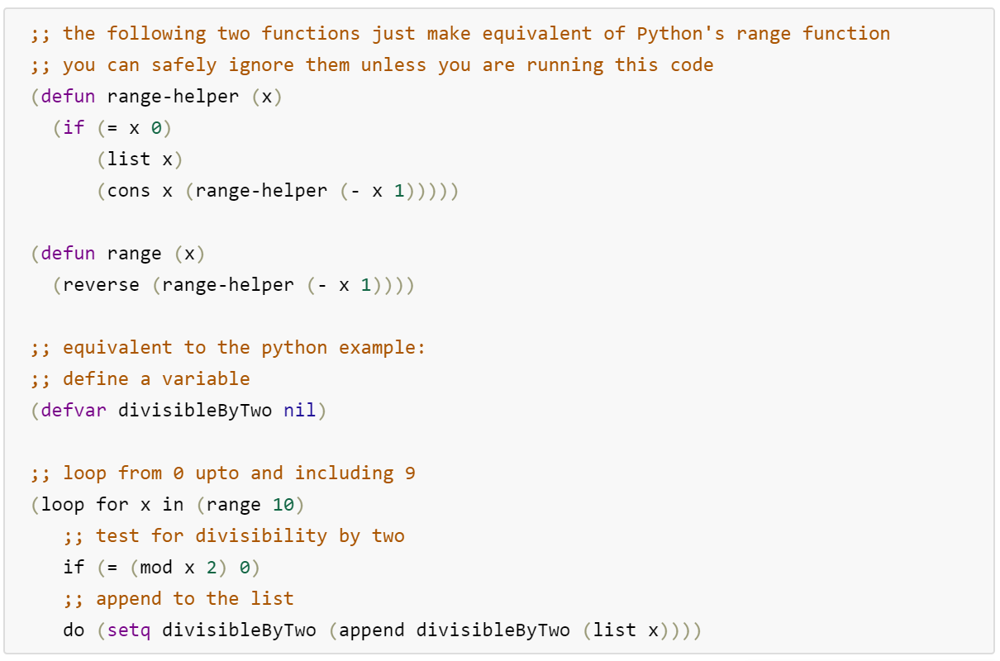 ;; the following two functions just make equivalent of Python's range function
;; you can safely ignore them unless you are running this code
(defun range-helper (x)
  (if (= x 0)
      (list x)
      (cons x (range-helper (- x 1)))))

(defun range (x)
  (reverse (range-helper (- x 1))))

;; equivalent to the python example:
;; define a variable
(defvar divisibleByTwo nil)

;; loop from 0 upto and including 9
(loop for x in (range 10)
   ;; test for divisibility by two
   if (= (mod x 2) 0)
   ;; append to the list
   do (setq divisibleByTwo (append divisibleByTwo (list x))))